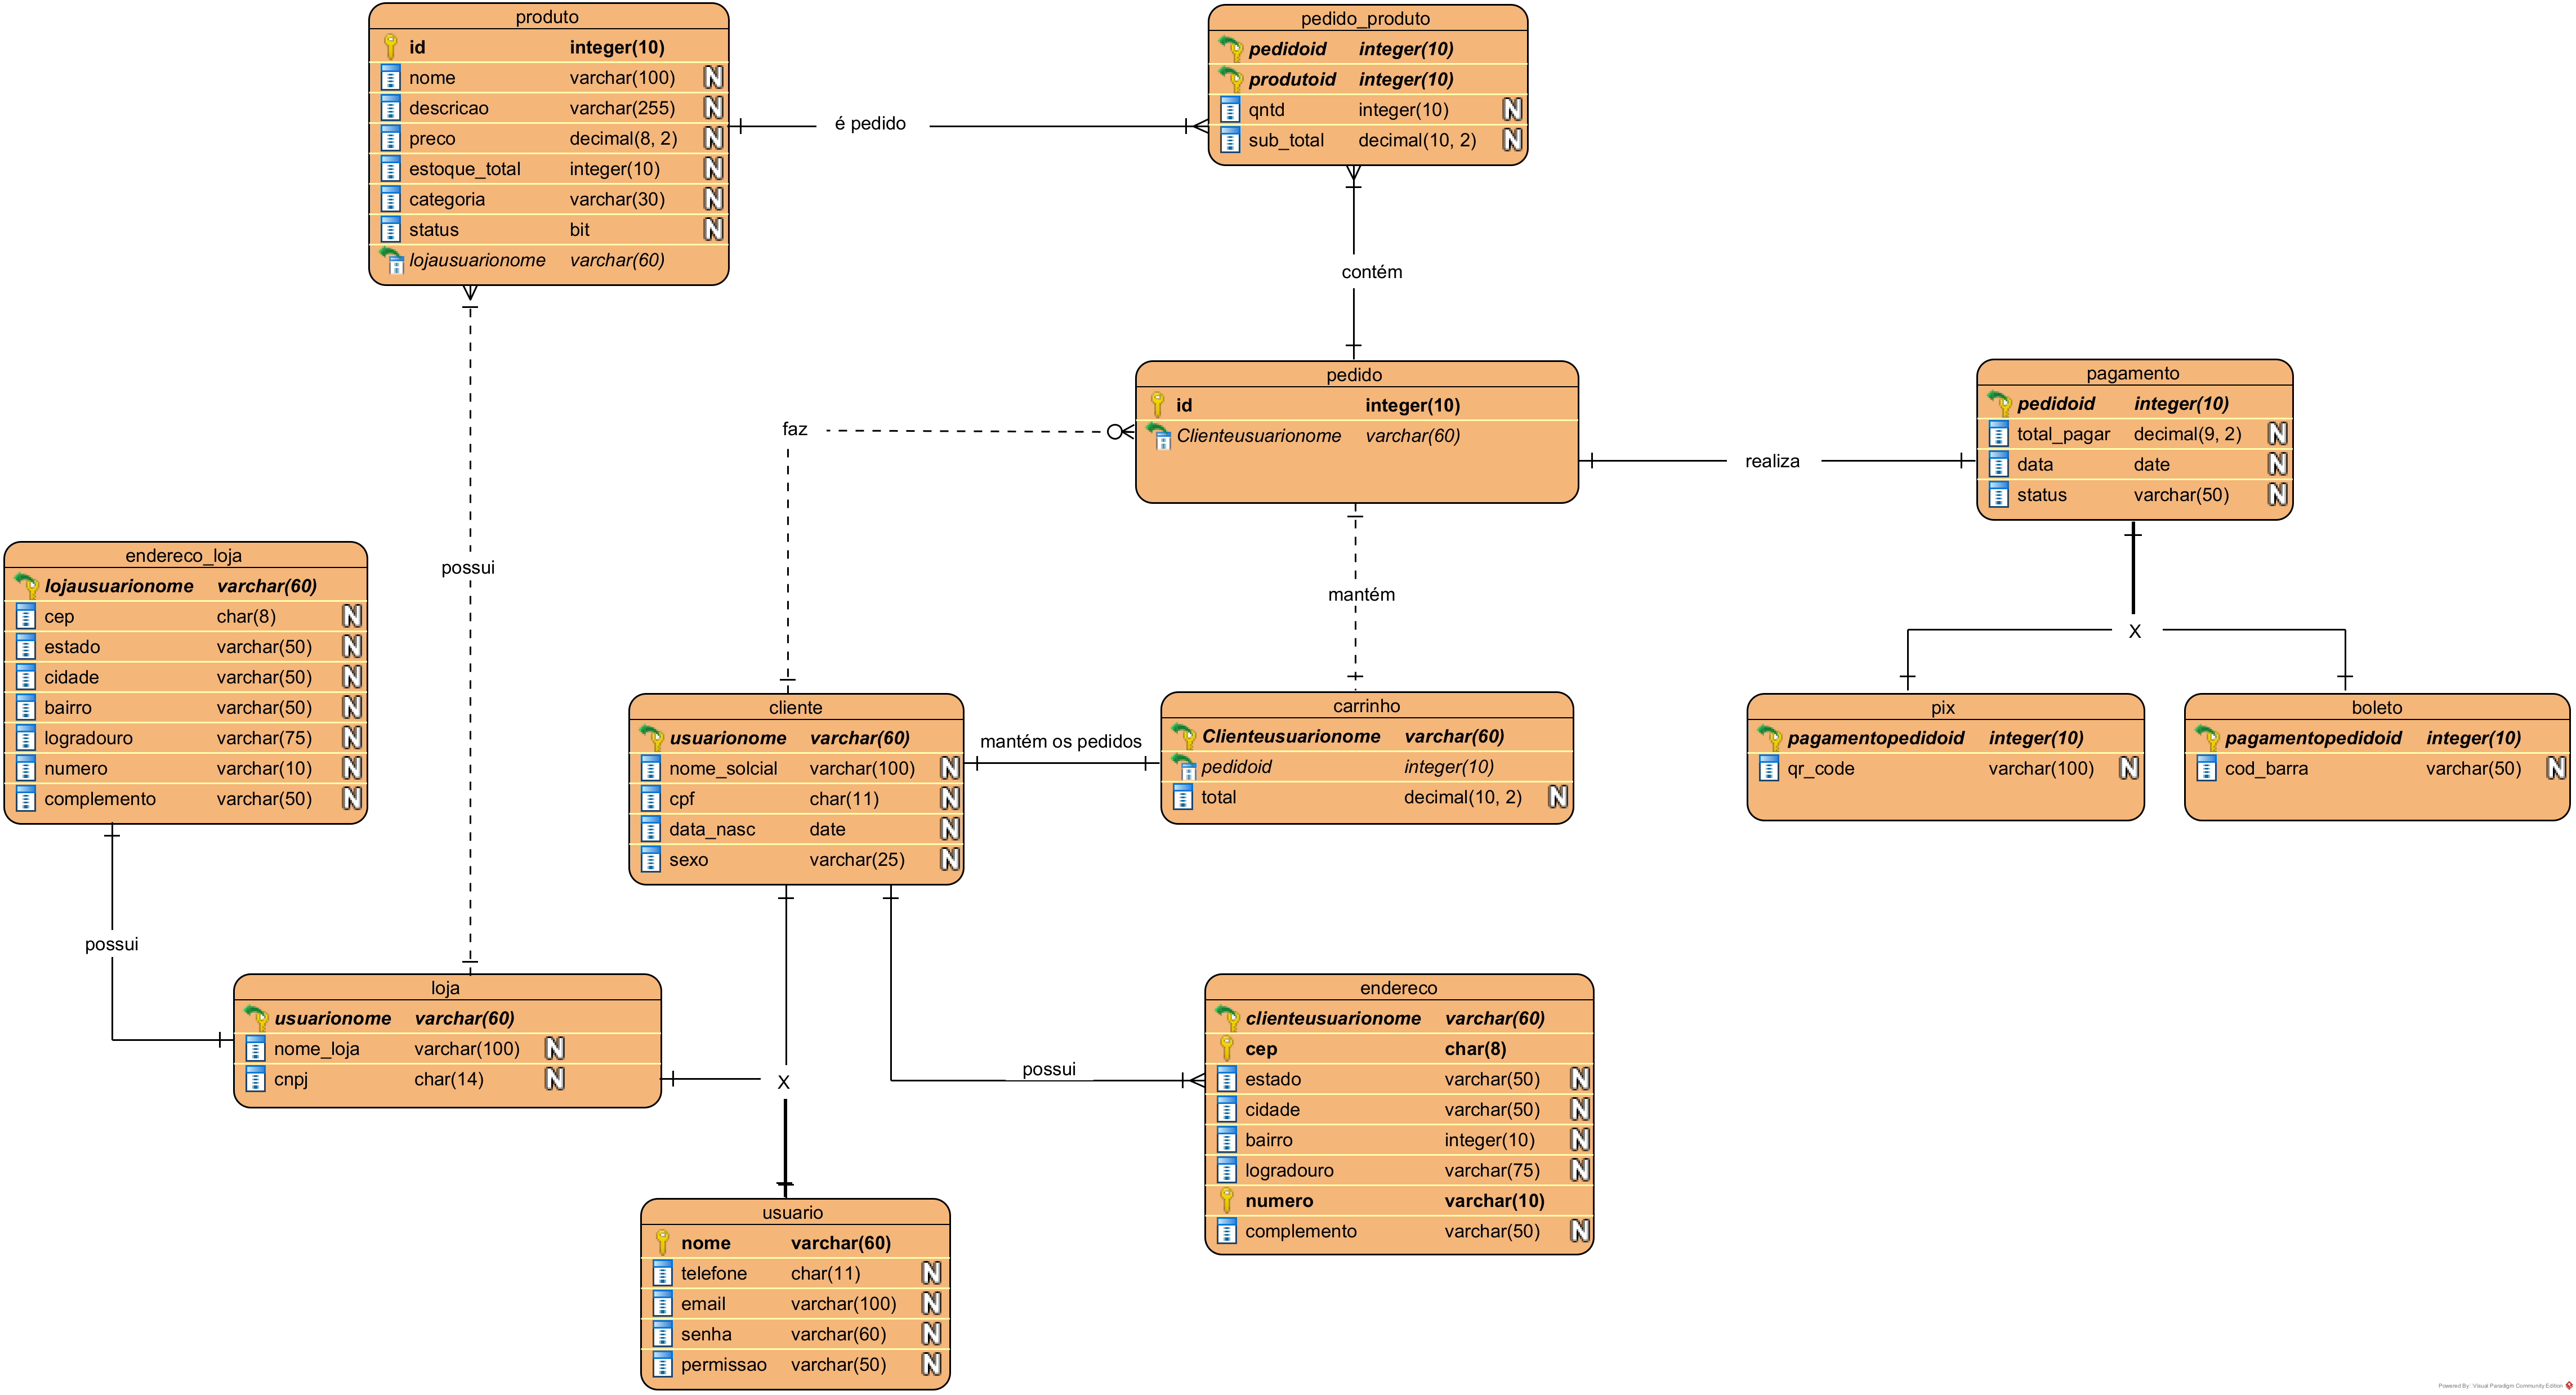 produto
id integer(10)
nome varchar(100) N
descricao varchar(255) N
preco decimal(8, 2) N
estoque_total integer(10) N
categoria varchar(30) N
status bit N
lojausuarionome varchar(60)
é pedido
pedido_produto
pedidoid integer(10)
produtoid integer(10)
qntd integer(10) N
sub_total decimal(10, 2) N
contém
pedido
id integer(10)
Clienteusuarionome varchar(60)
faz
realiza
pagamento
pedidoid integer(10)
total_pagar decimal(9, 2) N
data date N
status varchar(50) N
possui
mantém
X
endereco_loja
lojausuarionome varchar(60)
cep char(8) N
estado varchar(50) N
cidade varchar(50) N
bairro varchar(50) N
logradouro varchar(75) N
numero varchar(10) N
complemento varchar(50) N
cliente
usuarionome varchar(60)
nome_solcial varchar(100) N
cpf char(11) N
data_nasc date N
sexo varchar(25) N
mantém os pedidos
carrinho
Clienteusuarionome varchar(60)
pedidoid integer(10)
total decimal(10, 2) N
pix
pagamentopedidoid integer(10)
qr_code varchar(100) N
boleto
pagamentopedidoid integer(10)
cod_barra varchar(50) N
possui
loja
usuarionome varchar(60)
nome_loja varchar(100) N
cnpj char(14) N
X
possui
endereco
clienteusuarionome varchar(60)
cep char(8)
estado varchar(50) N
cidade varchar(50) N
bairro integer(10) N
logradouro varchar(75) N
numero varchar(10)
complemento varchar(50) N
usuario
nome varchar(60)
telefone char(11) N
email varchar(100) N
senha varchar(60) N
permissao varchar(50) N
Powered By: Visual Paradigm Community Edition